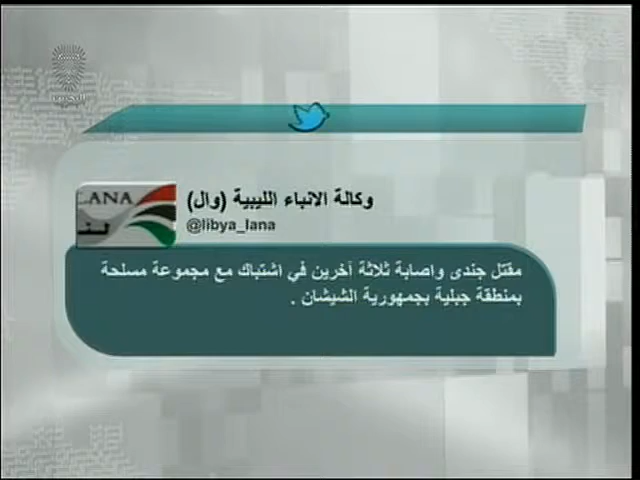 البحرين
LANA
وكالة الانباء الليبية (وال)
@libya_lana
مقتل جندى واصابة ثلاثة آخرين في اشتباك مع مجموعة مسلحة
بمنطقة جبلية بجمهورية الشيشان .